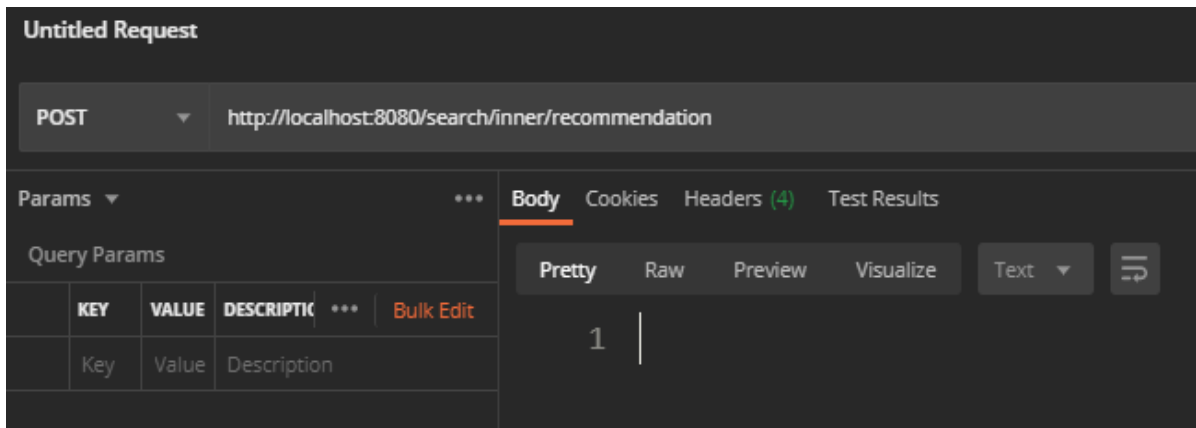 Untitled Request
POST http://localhost:8080/search/inner/recommendation
Params ••• Body Cookies Headers (4) Test Results
Query Params
Pretty Raw Preview Visualize Text
KEY VALUE DESCRIPTIO ••• Bulk Edit
1
Key Value Description